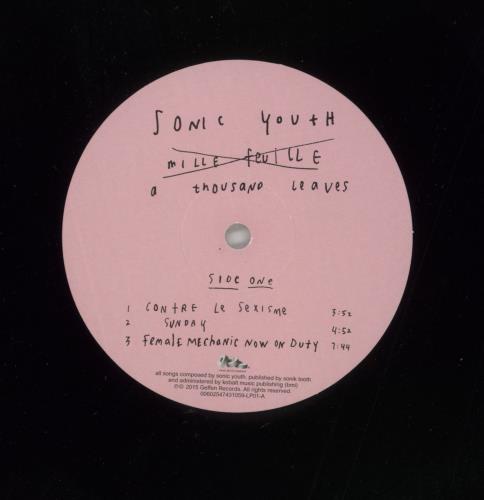 SONIC YOUTH
mille feuille
a thousand leaves
SIDE ONE
1 CONTRE Le SexISMe 3:52
2 SUNDAY 4:52
3 Female Mechanic Now on Duty 7:44
all songs composed by sonic youth. published by sonik tooth
and administered by kobalt music publishing (bmi)
℗© 2015 Geffen Records. All rights reserved.
00602547431059-LP01-A